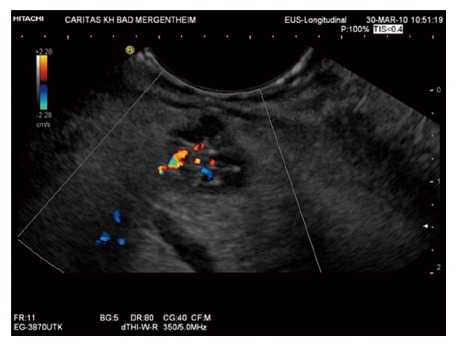 HITACHI CARITAS KH BAD MERGENTHEIM EUS-Longitudinal 30-MAR-10 10:51:19
P:100% TIS<0.4
+2.28
-2.28
cm/s
H
0
1
2
FR:11 BG:5 DR:80 CG:40 CF:M
EG-3870UTK dTHI-W-R 350/5.0MHz